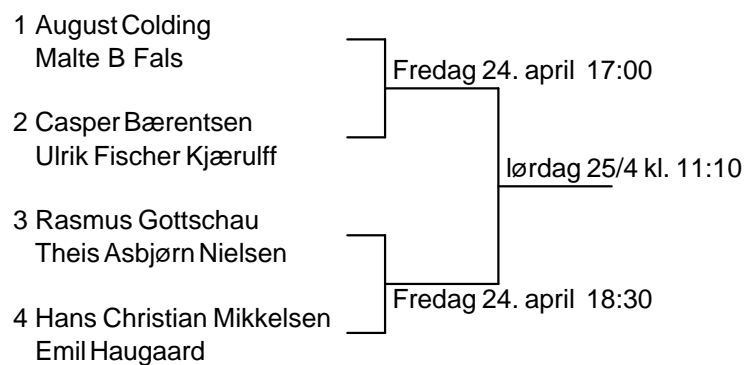 1 August Colding
Malte B Fals
Fredag 24. april 17:00
2 Casper Bærentsen
Ulrik Fischer Kjærulff
lørdag 25/4 kl. 11:10
3 Rasmus Gottschau
Theis Asbjørn Nielsen
Fredag 24. april 18:30
4 Hans Christian Mikkelsen
Emil Haugaard